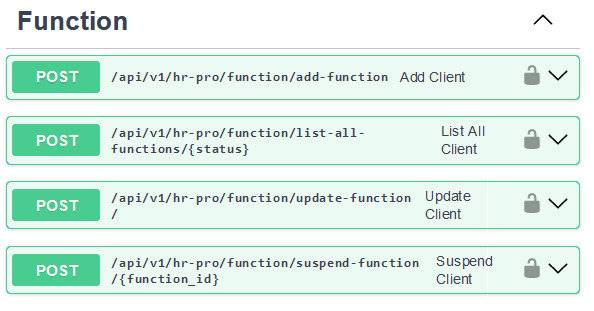 Function
POST /api/v1/hr-pro/function/add-function Add Client
POST /api/v1/hr-pro/function/list-all-
functions/{status} List All
Client
POST /api/v1/hr-pro/function/update-function
/ Update
Client
POST /api/v1/hr-pro/function/suspend-function
/{function_id} Suspend
Client